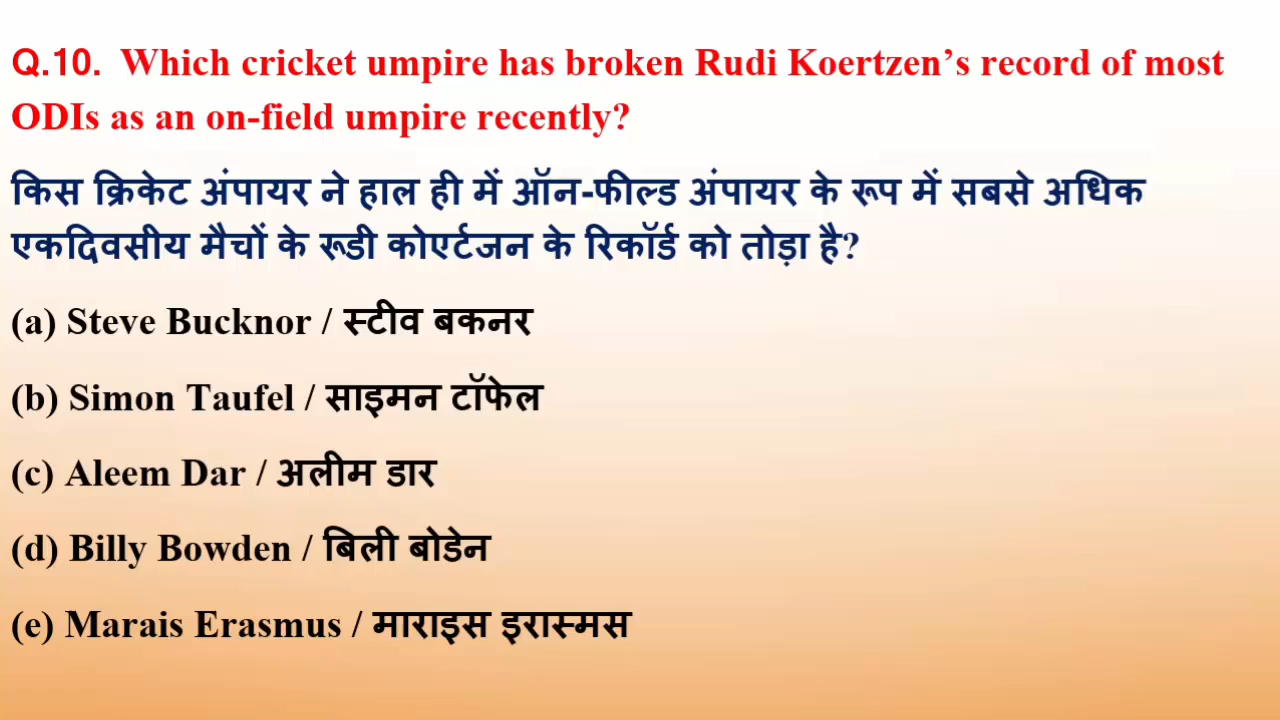 Q.10. Which cricket umpire has broken Rudi Koertzen’s record of most
ODIs as an on-field umpire recently?
किस क्रिकेट अंपायर ने हाल ही में ऑन-फील्ड अंपायर के रूप में सबसे अधिक
एकदिवसीय मैचों के रूडी कोएर्टजन के रिकॉर्ड को तोड़ा है?
(a) Steve Bucknor / स्टीव बकनर
(b) Simon Taufel / साइमन टॉफेल
(c) Aleem Dar / अलीम डार
(d) Billy Bowden / बिली बोडेन
(e) Marais Erasmus / माराइस इरास्मस